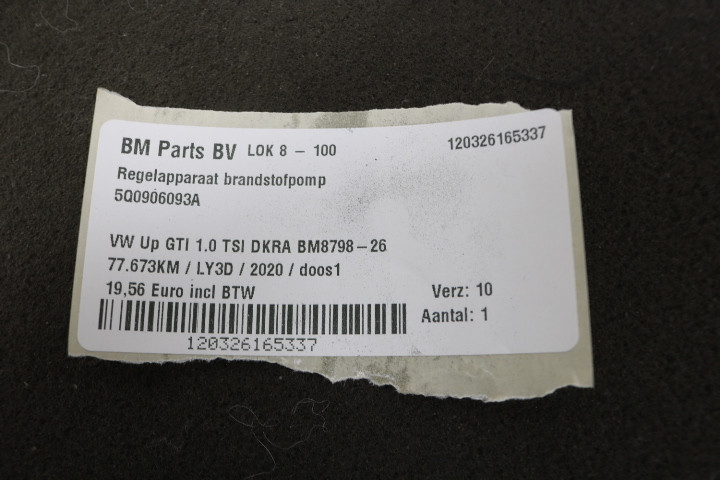 BM Parts BV LOK 8 - 100 120326165337
Regelapparaat brandstofpomp
5Q0906093A
VW Up GTI 1.0 TSI DKRA BM8798-26
77.673KM / LY3D / 2020 / doos1
19,56 Euro incl BTW Verz: 10
Aantal: 1
120326165337